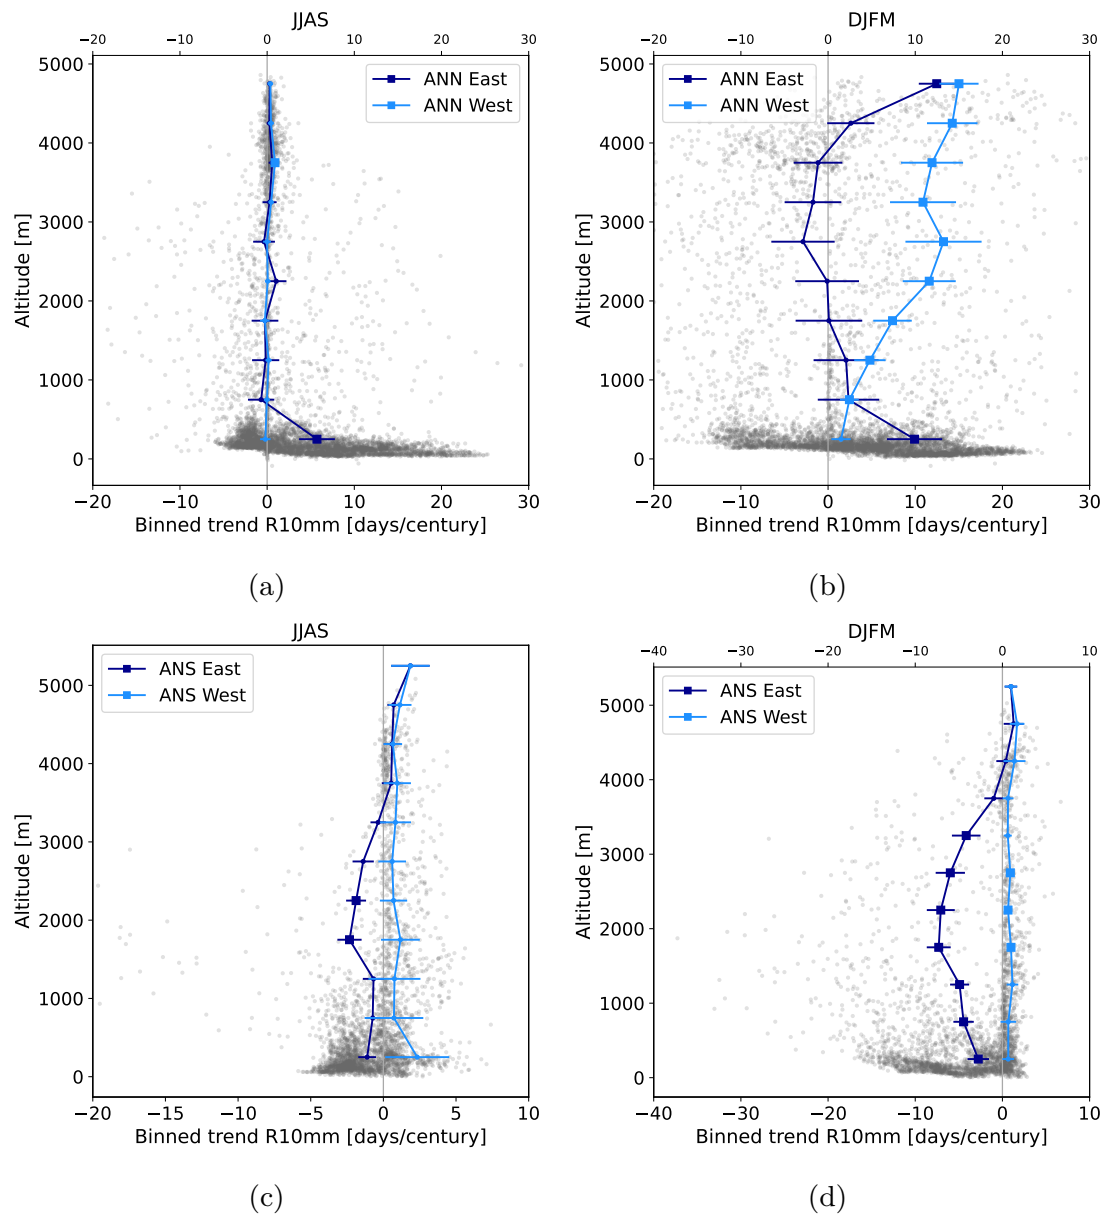 JJAS
−20 −10 0 10 20 30
ANN East
ANN West
5000
4000
3000
2000
1000
0
Altitude [m]
−20 −10 0 10 20 30
Binned trend R10mm [days/century]
(a)
DJFM
−20 −10 0 10 20 30
ANN East
ANN West
5000
4000
3000
2000
1000
0
Altitude [m]
−20 −10 0 10 20 30
Binned trend R10mm [days/century]
(b)
JJAS
ANS East
ANS West
5000
4000
3000
2000
1000
0
Altitude [m]
−20 −10 −5 0 5 10
Binned trend R10mm [days/century]
(c)
DJFM
−40 −30 −20 −10 0 10
ANS East
ANS West
5000
4000
3000
2000
1000
0
Altitude [m]
−40 −30 −20 −10 0 10
Binned trend R10mm [days/century]
(d)